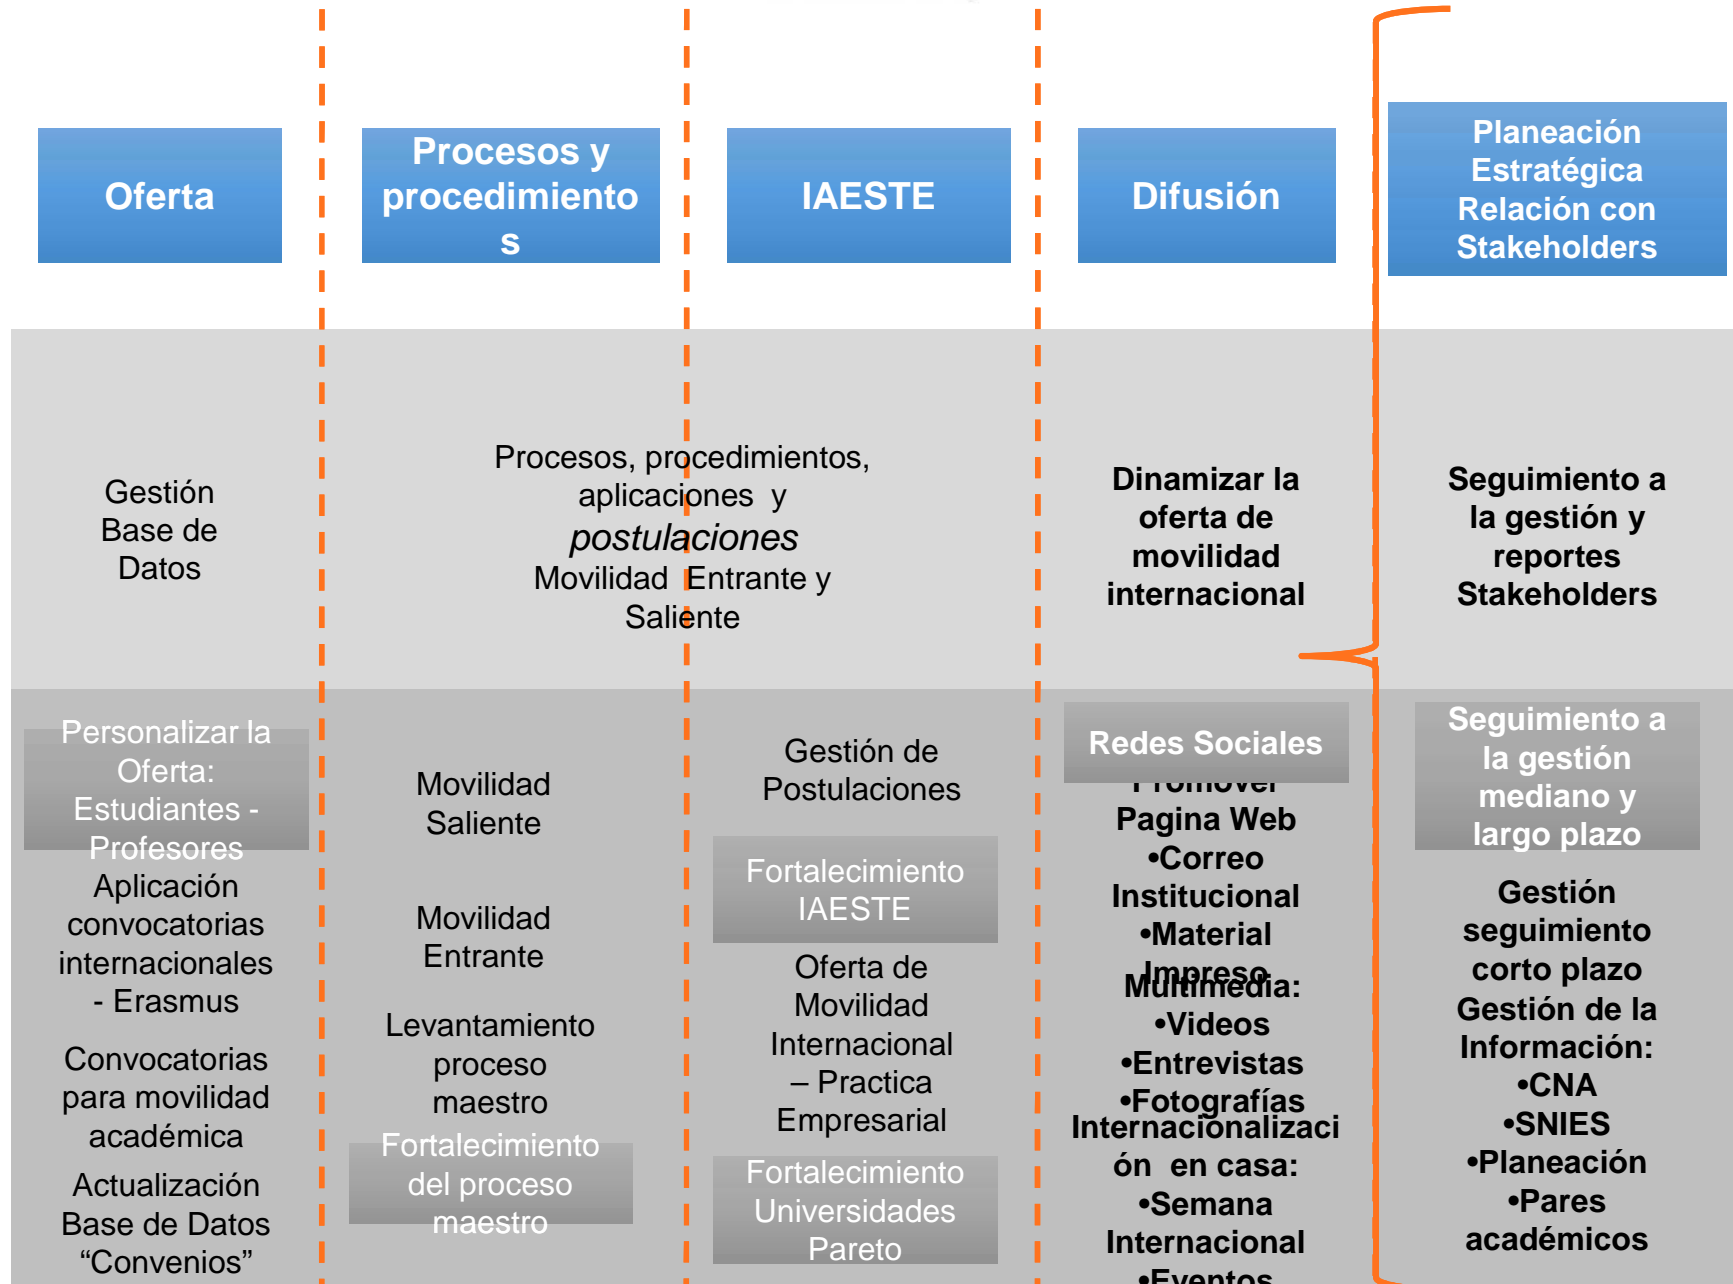 Oferta
Procesos y
procedimiento
s
IAESTE
Difusión
Planeación
Estratégica
Relación con
Stakeholders
Gestión
Base de
Datos
Procesos, procedimientos,
aplicaciones y
postulaciones
Movilidad Entrante y
Saliente
Dinamizar la
oferta de
movilidad
internacional
Seguimiento a
la gestión y
reportes
Stakeholders
Personalizar la
Oferta:
Estudiantes -
Profesores
Aplicación
convocatorias
internacionales
- Erasmus
Convocatorias
para movilidad
académica
Actualización
Base de Datos
“Convenios”
Movilidad
Saliente
Movilidad
Entrante
Levantamiento
proceso
maestro
Fortalecimiento
del proceso
maestro
Gestión de
Postulaciones
Fortalecimiento
IAESTE
Oferta de
Movilidad
Internacional
– Practica
Empresarial
Fortalecimiento
Universidades
Pareto
Redes Sociales
Promover
Pagina Web
•Correo
Institucional
•Material
Impreso
Multimedia:
•Videos
•Entrevistas
•Fotografías
Internacionalizaci
ón en casa:
•Semana
Internacional
•Eventos
Seguimiento a
la gestión
mediano y
largo plazo
Gestión
seguimiento
corto plazo
Gestión de la
Información:
•CNA
•SNIES
•Planeación
•Pares
académicos